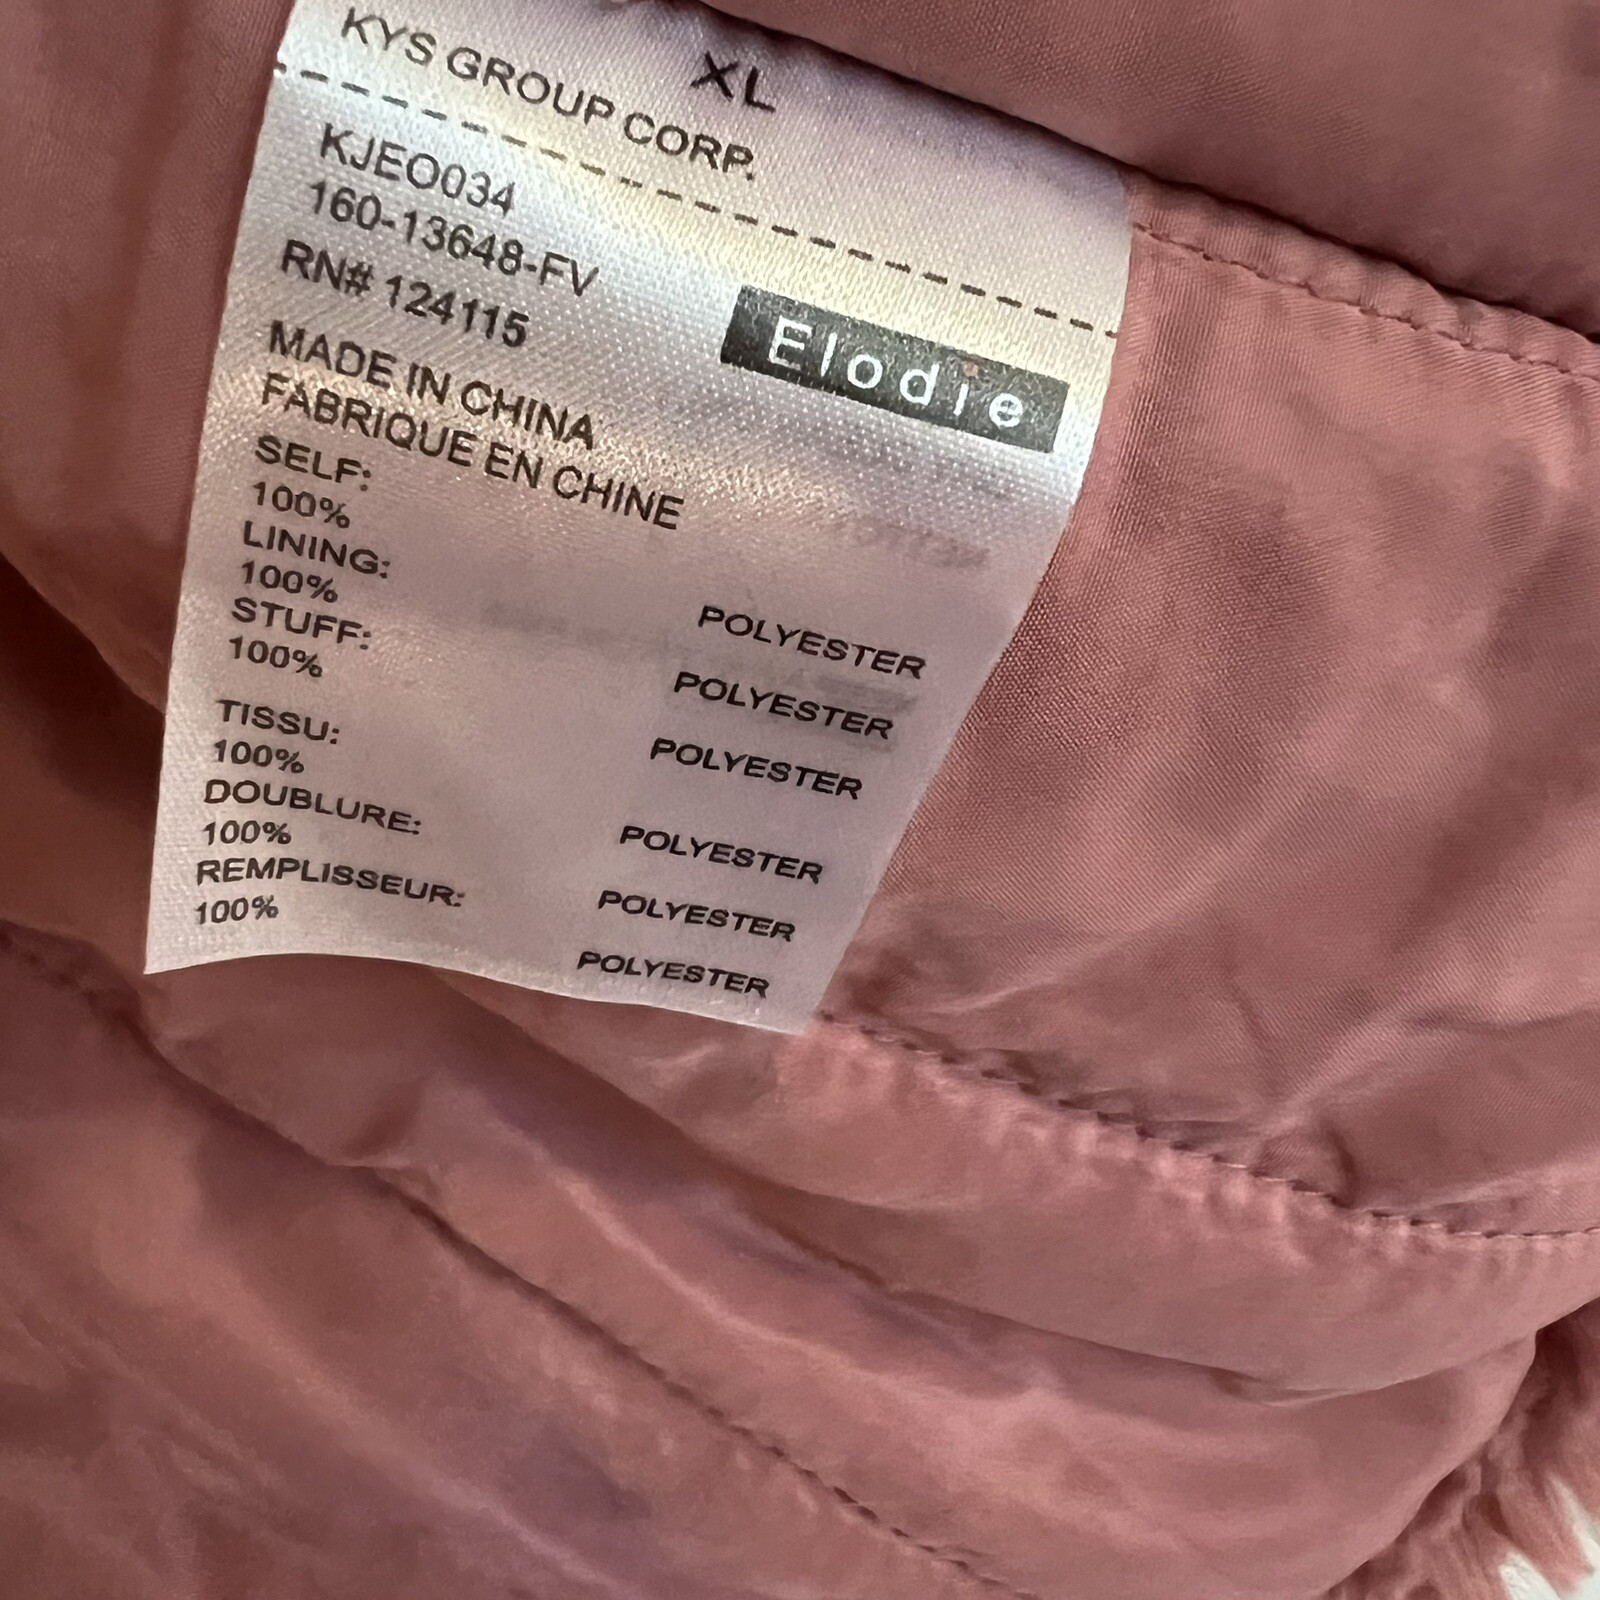 XL
KYS GROUP CORP.
KJEO034
160-13648-FV
RN# 124115
Elodie
MADE IN CHINA
FABRIQUE EN CHINE
SELF:
100% POLYESTER
LINING:
100% POLYESTER
STUFF:
100% POLYESTER
TISSU:
100% POLYESTER
DOUBLURE:
100% POLYESTER
REMPLISSEUR:
100% POLYESTER